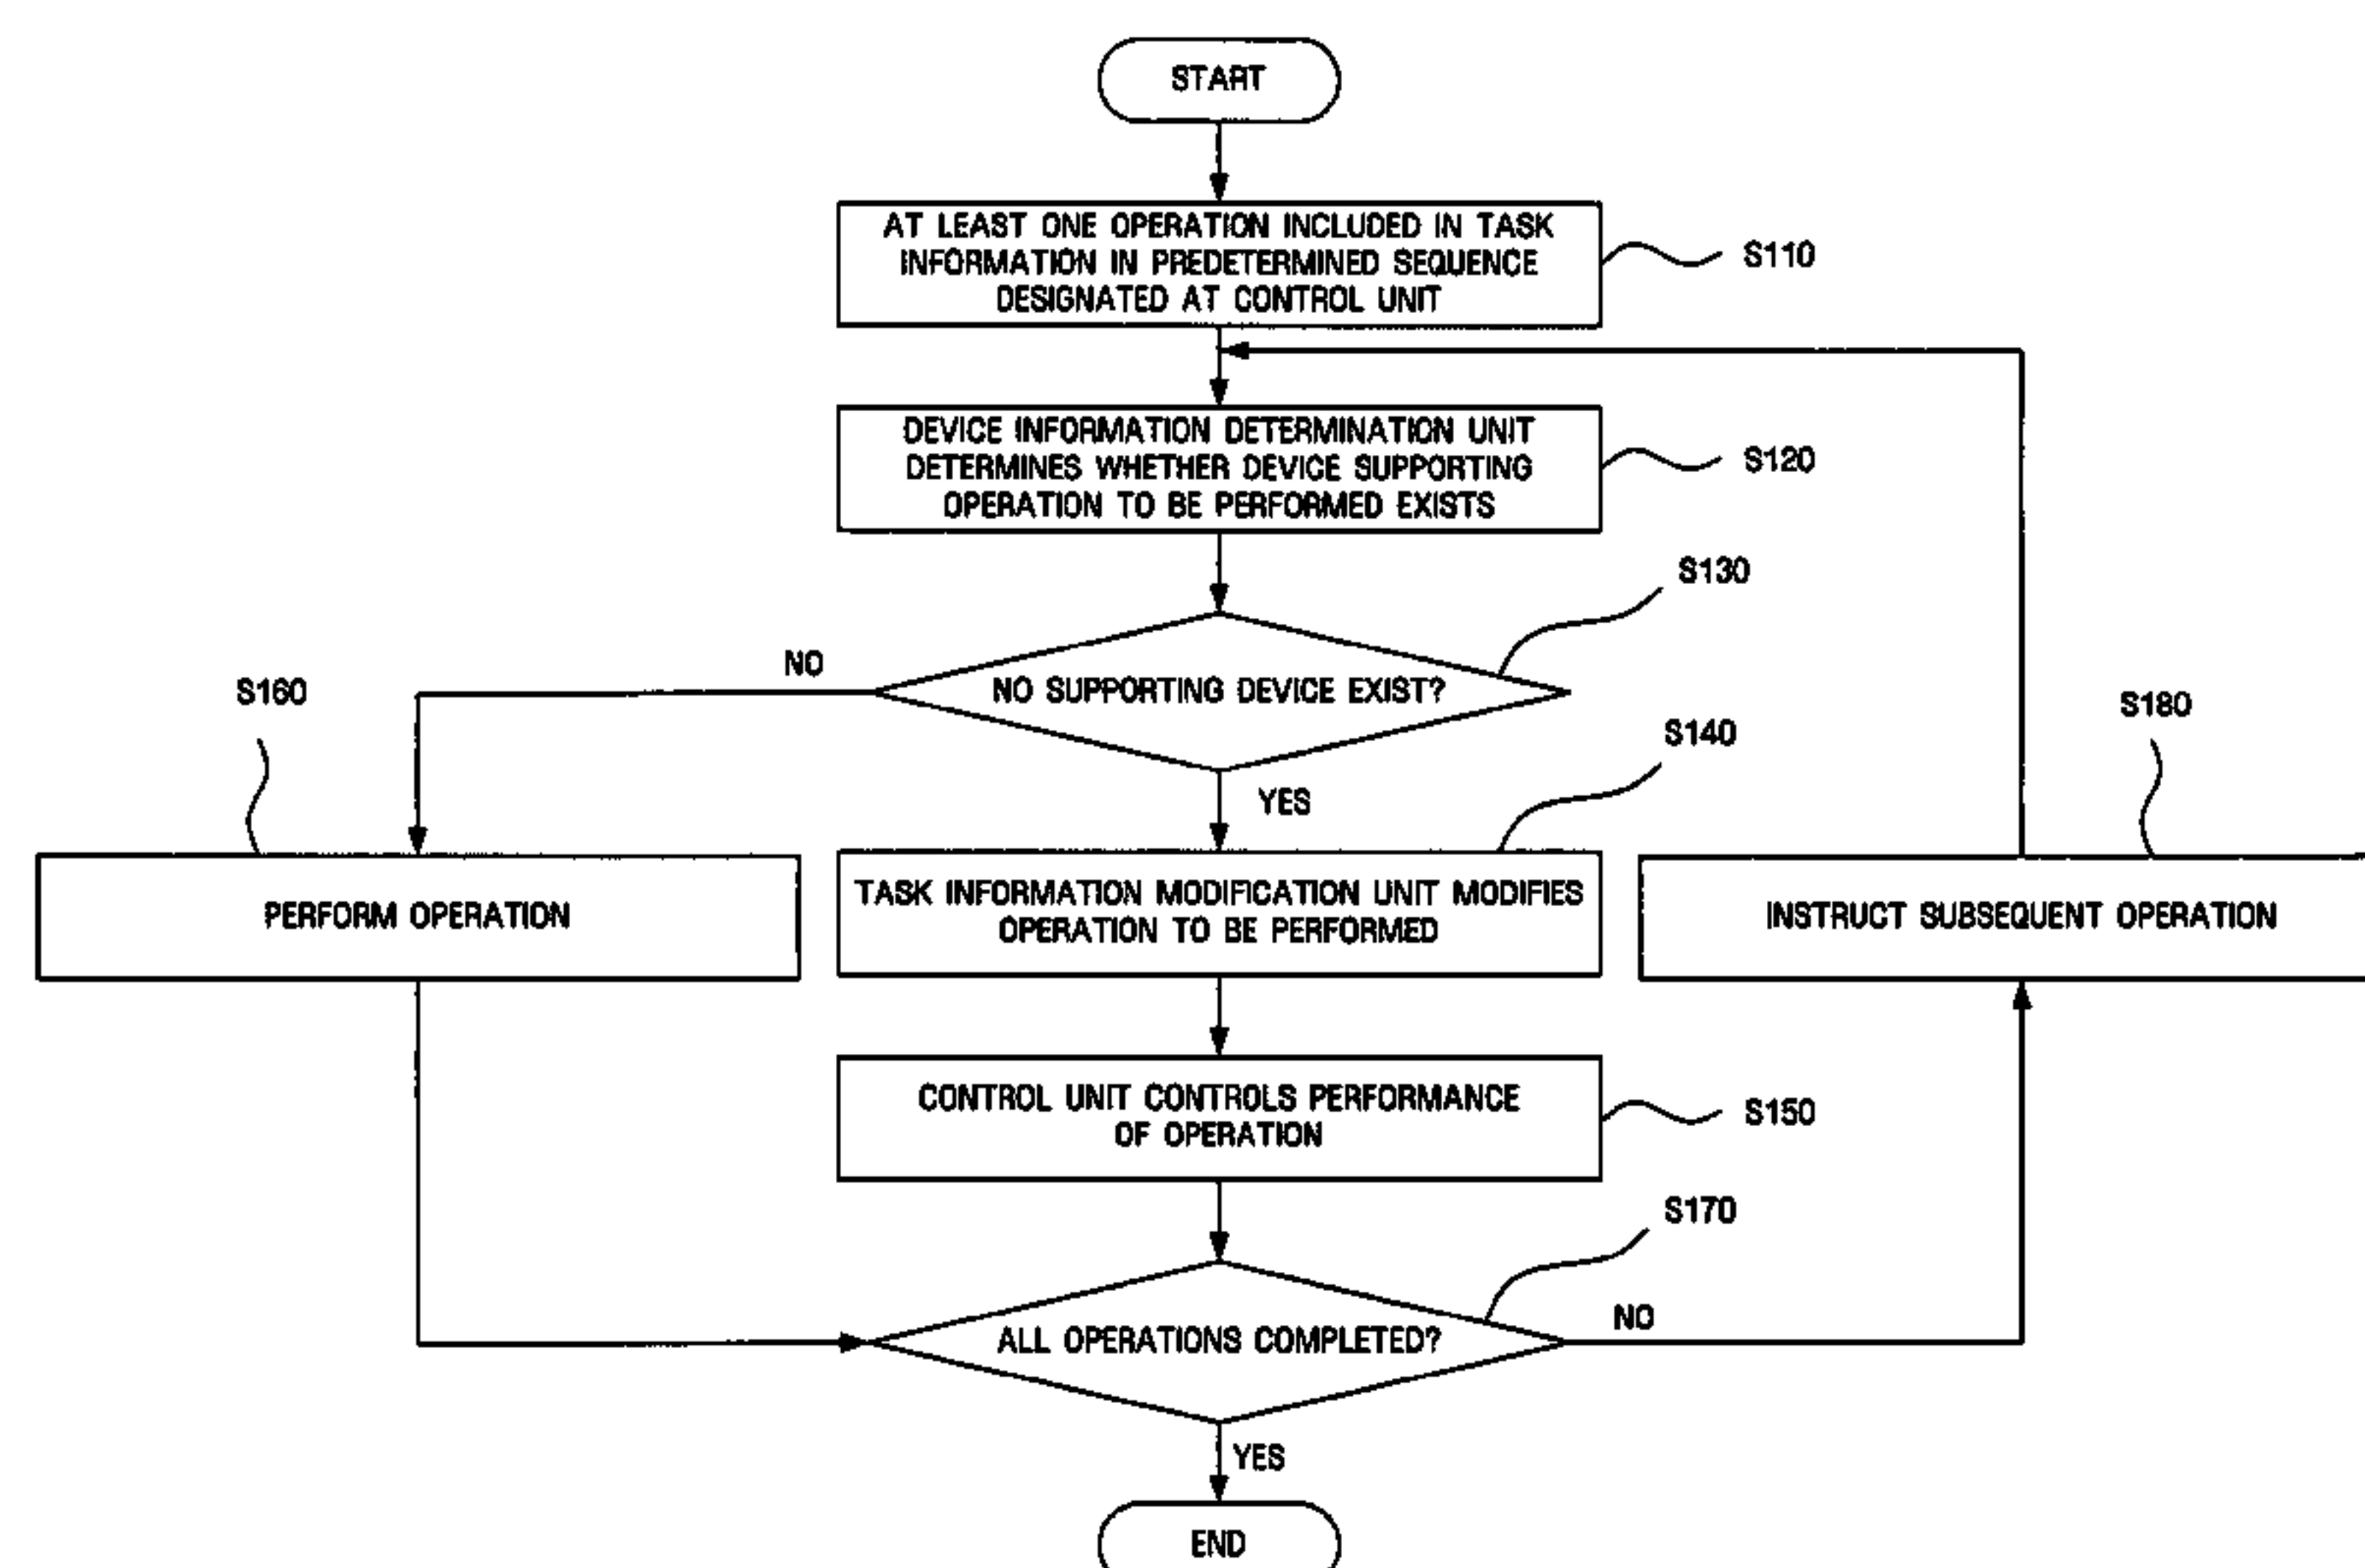 START
AT LEAST ONE OPERATION INCLUDED IN TASK
INFORMATION IN PREDETERMINED SEQUENCE
DESIGNATED AT CONTROL UNIT
S110
DEVICE INFORMATION DETERMINATION UNIT
DETERMINES WHETHER DEVICE SUPPORTING
OPERATION TO BE PERFORMED EXISTS
S120
S130
NO SUPPORTING DEVICE EXIST?
NO
YES
S160
PERFORM OPERATION
S140
TASK INFORMATION MODIFICATION UNIT MODIFIES
OPERATION TO BE PERFORMED
S180
INSTRUCT SUBSEQUENT OPERATION
CONTROL UNIT CONTROLS PERFORMANCE
OF OPERATION
S150
S170
ALL OPERATIONS COMPLETED?
NO
YES
END